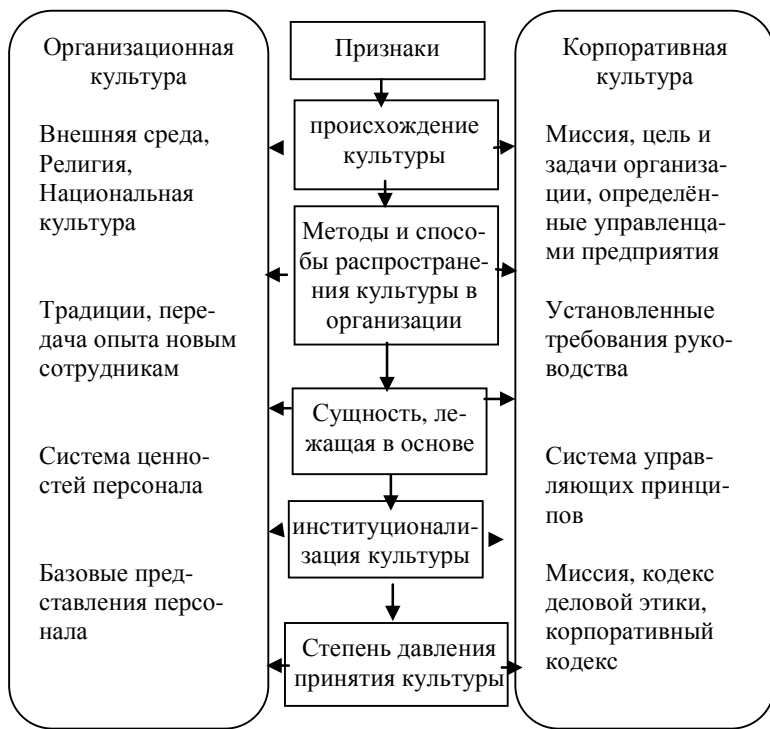 Организационная
культура
Внешняя среда,
Религия,
Национальная
культура
Традиции, пере-
дача опыта новым
сотрудникам
Система ценно-
стей персонала
Базовые пред-
ставления персо-
нала
Признаки
происхождение
культуры
Методы и спосо-
бы распростране-
ния культуры в
организации
Сущность, ле-
жащая в основе
институционали-
зация культуры
Степень давления
принятия культуры
Корпоративная
культура
Миссия, цель и
задачи организа-
ции, определён-
ные управленца-
ми предприятия
Установленные
требования руко-
водства
Система управ-
ляющих принци-
пов
Миссия, кодекс
деловой этики,
корпоративный
кодекс